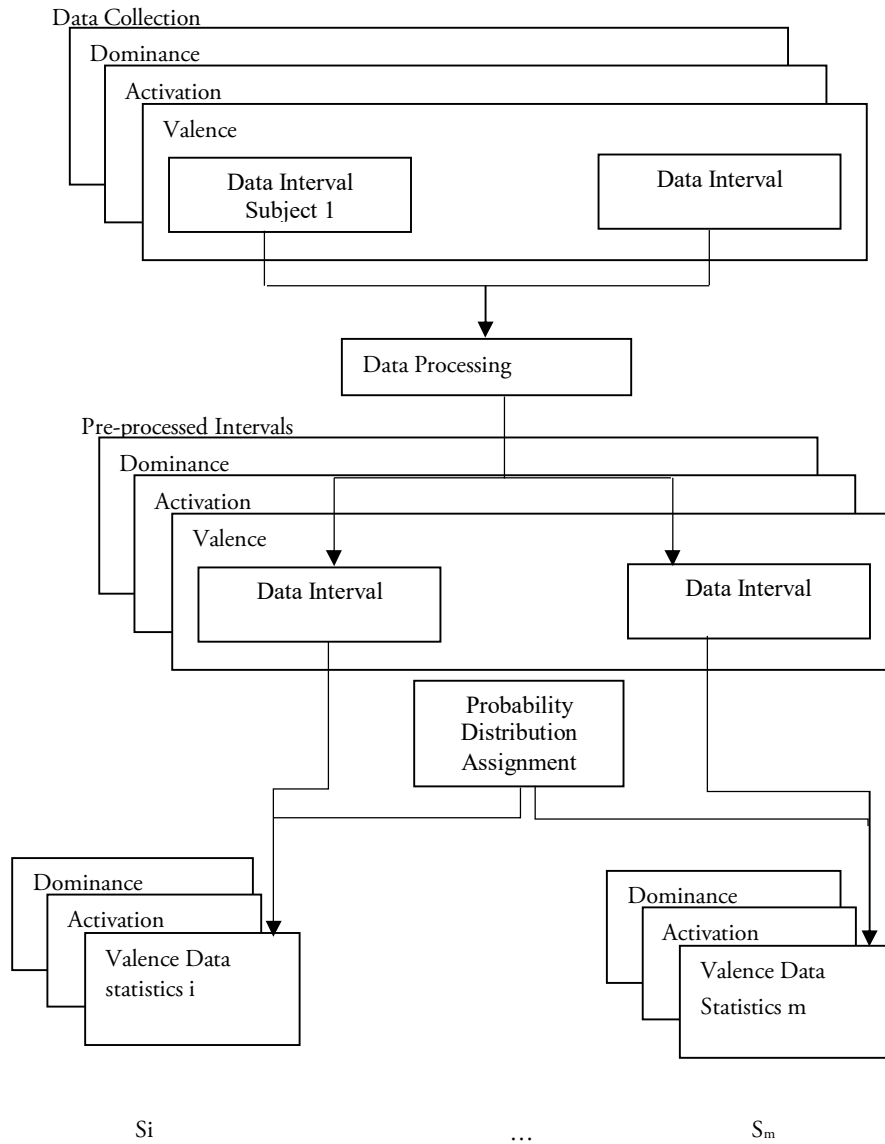 Data Collection
Dominance
Activation
Valence
Data Interval
Subject 1
Data Interval
Data Processing
Pre-processed Intervals
Dominance
Activation
Valence
Data Interval
Data Interval
Probability
Distribution
Assignment
Dominance
Activation
Valence Data
statistics i
Dominance
Activation
Valence Data
Statistics m
Si
...
Sm